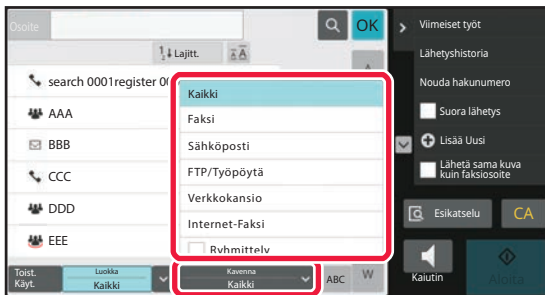 Osoite
OK
1 2 Lajitt.
search 0001register 00
AAA
BBB
CCC
DDD
EEE
Kaikki
Faksi
Sähköposti
FTP/Työpöytä
Verkkokansio
Internet-Faksi
Ryhmittely
Toist.
Käyt.
Luokka
Kaikki
Kavenna
Kaikki
ABC
W
Viimeiset työt
Lähetyshistoria
Nouda hakunumero
Suora lähetys
Lisää Uusi
Lähetä sama kuva
kuin faksiosoite
Esikatselu
CA
Kaiutin
Aloita